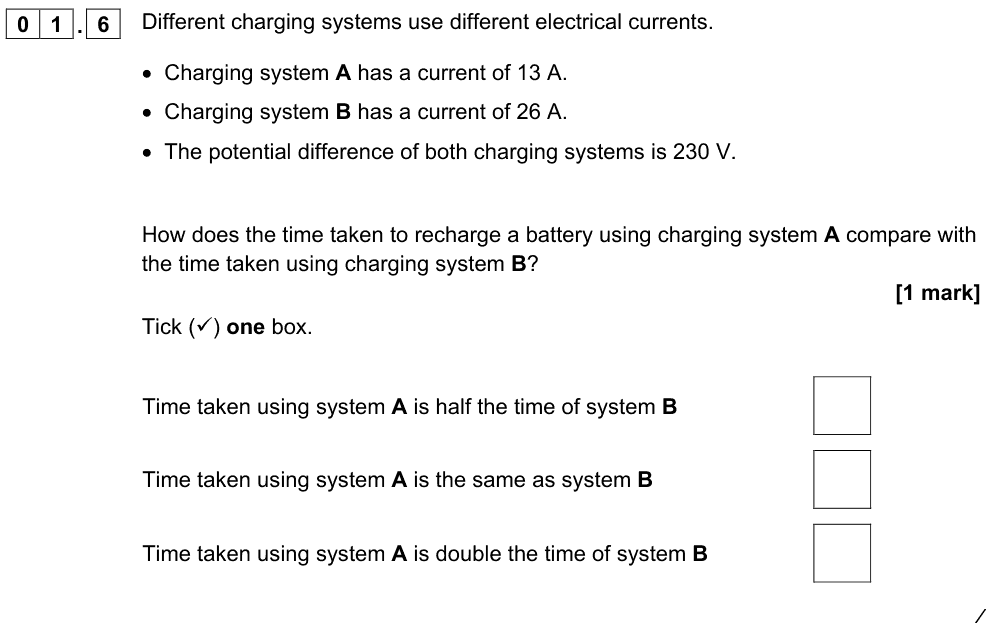 0 1 . 6 Different charging systems use different electrical currents.
• Charging system A has a current of 13 A.
• Charging system B has a current of 26 A.
• The potential difference of both charging systems is 230 V.
How does the time taken to recharge a battery using charging system A compare with
the time taken using charging system B?
[1 mark]
Tick (✓) one box.
Time taken using system A is half the time of system B
Time taken using system A is the same as system B
Time taken using system A is double the time of system B